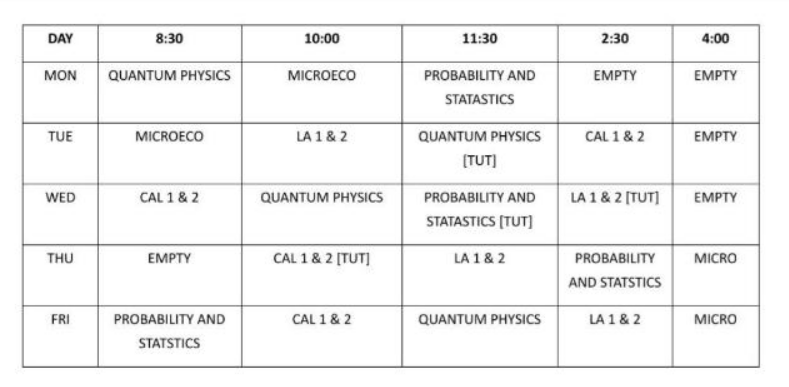 DAY 8:30 10:00 11:30 2:30 4:00
MON QUANTUM PHYSICS MICROECO PROBABILITY AND EMPTY EMPTY
STATASTICS
TUE MICROECO LA 1 & 2 QUANTUM PHYSICS CAL 1 & 2 EMPTY
[TUT]
WED CAL 1 & 2 QUANTUM PHYSICS PROBABILITY AND LA 1 & 2 [TUT] EMPTY
STATASTICS [TUT]
THU EMPTY CAL 1 & 2 [TUT] LA 1 & 2 PROBABILITY MICRO
AND STATSTICS
FRI PROBABILITY AND CAL 1 & 2 QUANTUM PHYSICS LA 1 & 2 MICRO
STATSTICS